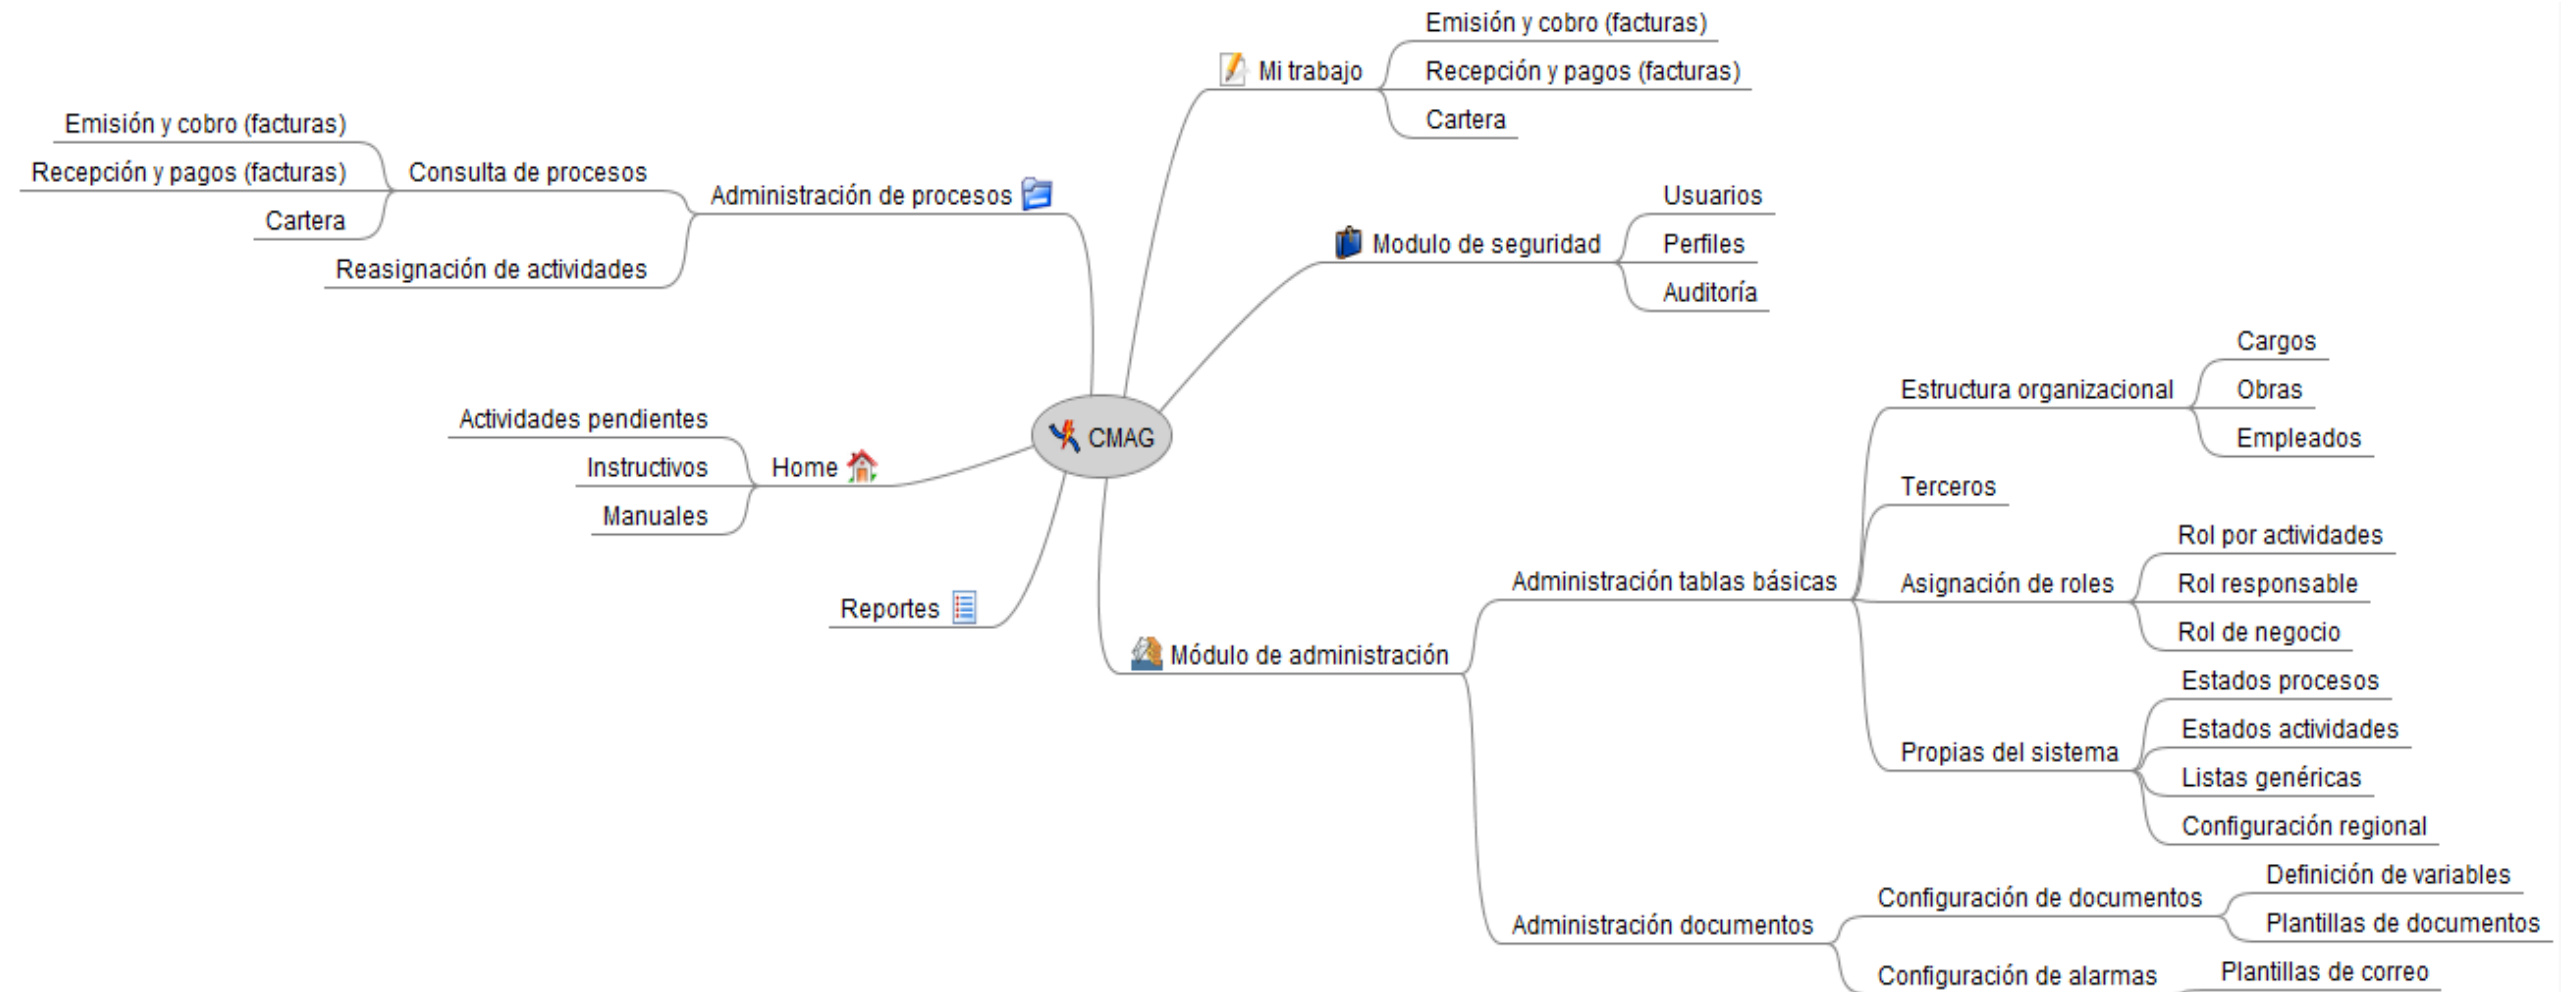 Emisión y cobro (facturas)
Mi trabajo
Recepción y pagos (facturas)
Cartera
Emisión y cobro (facturas)
Recepción y pagos (facturas)
Consulta de procesos
Cartera
Administración de procesos
Reasignación de actividades
Usuarios
Modulo de seguridad
Perfiles
Auditoría
CMAG
Actividades pendientes
Instructivos
Home
Manuales
Reportes
Módulo de administración
Administración tablas básicas
Estructura organizacional
Cargos
Obras
Empleados
Terceros
Asignación de roles
Rol por actividades
Rol responsable
Rol de negocio
Propias del sistema
Estados procesos
Estados actividades
Listas genéricas
Configuración regional
Administración documentos
Configuración de documentos
Definición de variables
Plantillas de documentos
Configuración de alarmas
Plantillas de correo